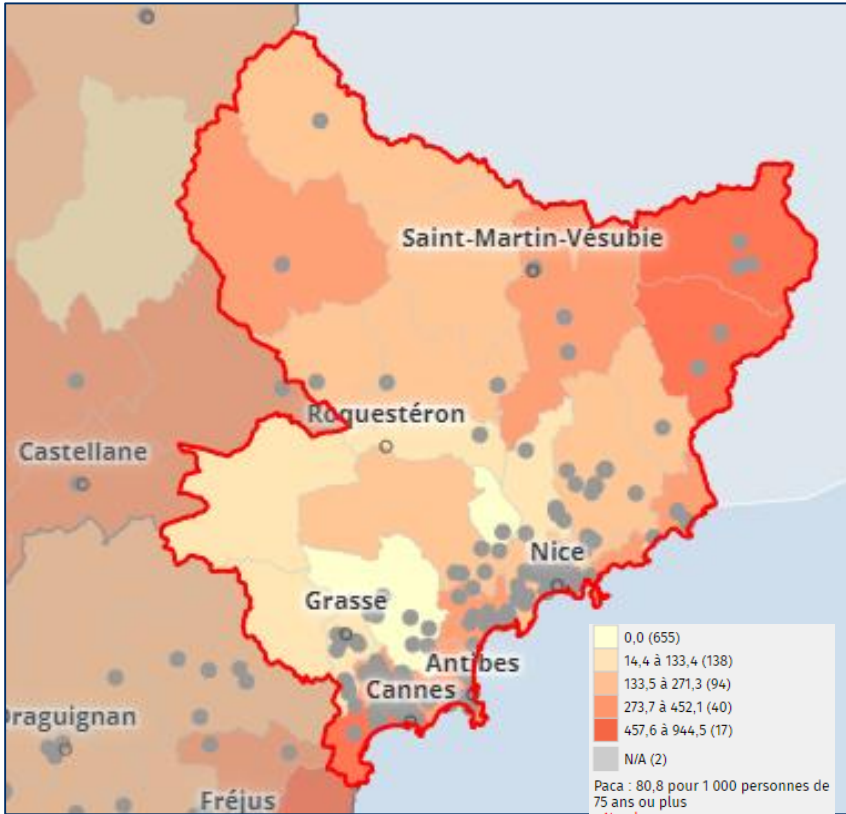 Saint-Martin-Vésubie
Roquestéron
Castellane
Nice
Grasse
Antibes
Cannes
Draguignan
Fréjus
0,0 (655)
14,4 à 133,4 (138)
133,5 à 271,3 (94)
273,7 à 452,1 (40)
457,6 à 944,5 (17)
N/A (2)
Paca : 80,8 pour 1 000 personnes de
75 ans ou plus